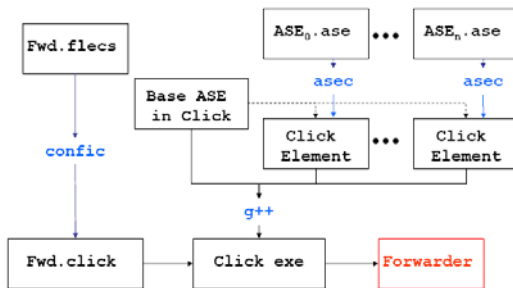 ASE0.ase ••• ASEn.ase
Fwd.flecs
asec asec
Base ASE
in Click
Click
Element
•••
Click
Element
confic
g++
Fwd.click
Click exe
Forwarder